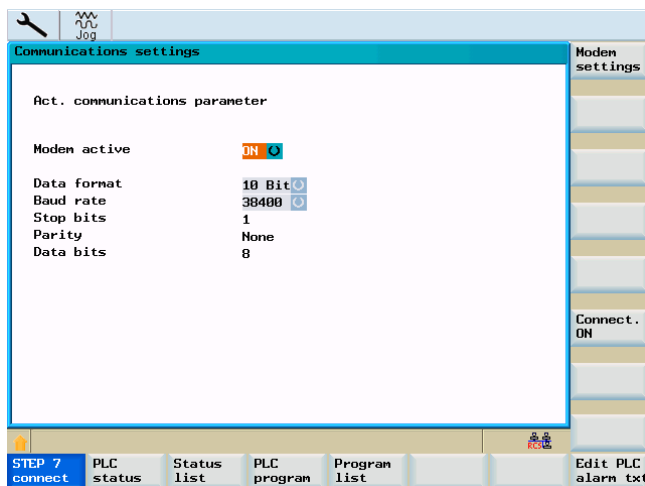 Jog
Communications settings
Modem
settings
Act. communications parameter
Modem active ON
Data format 10 Bit
Baud rate 38400
Stop bits 1
Parity None
Data bits 8
Connect.
ON
RCS
STEP 7
connect
PLC
status
Status
list
PLC
program
Program
list
Edit PLC
alarm txt